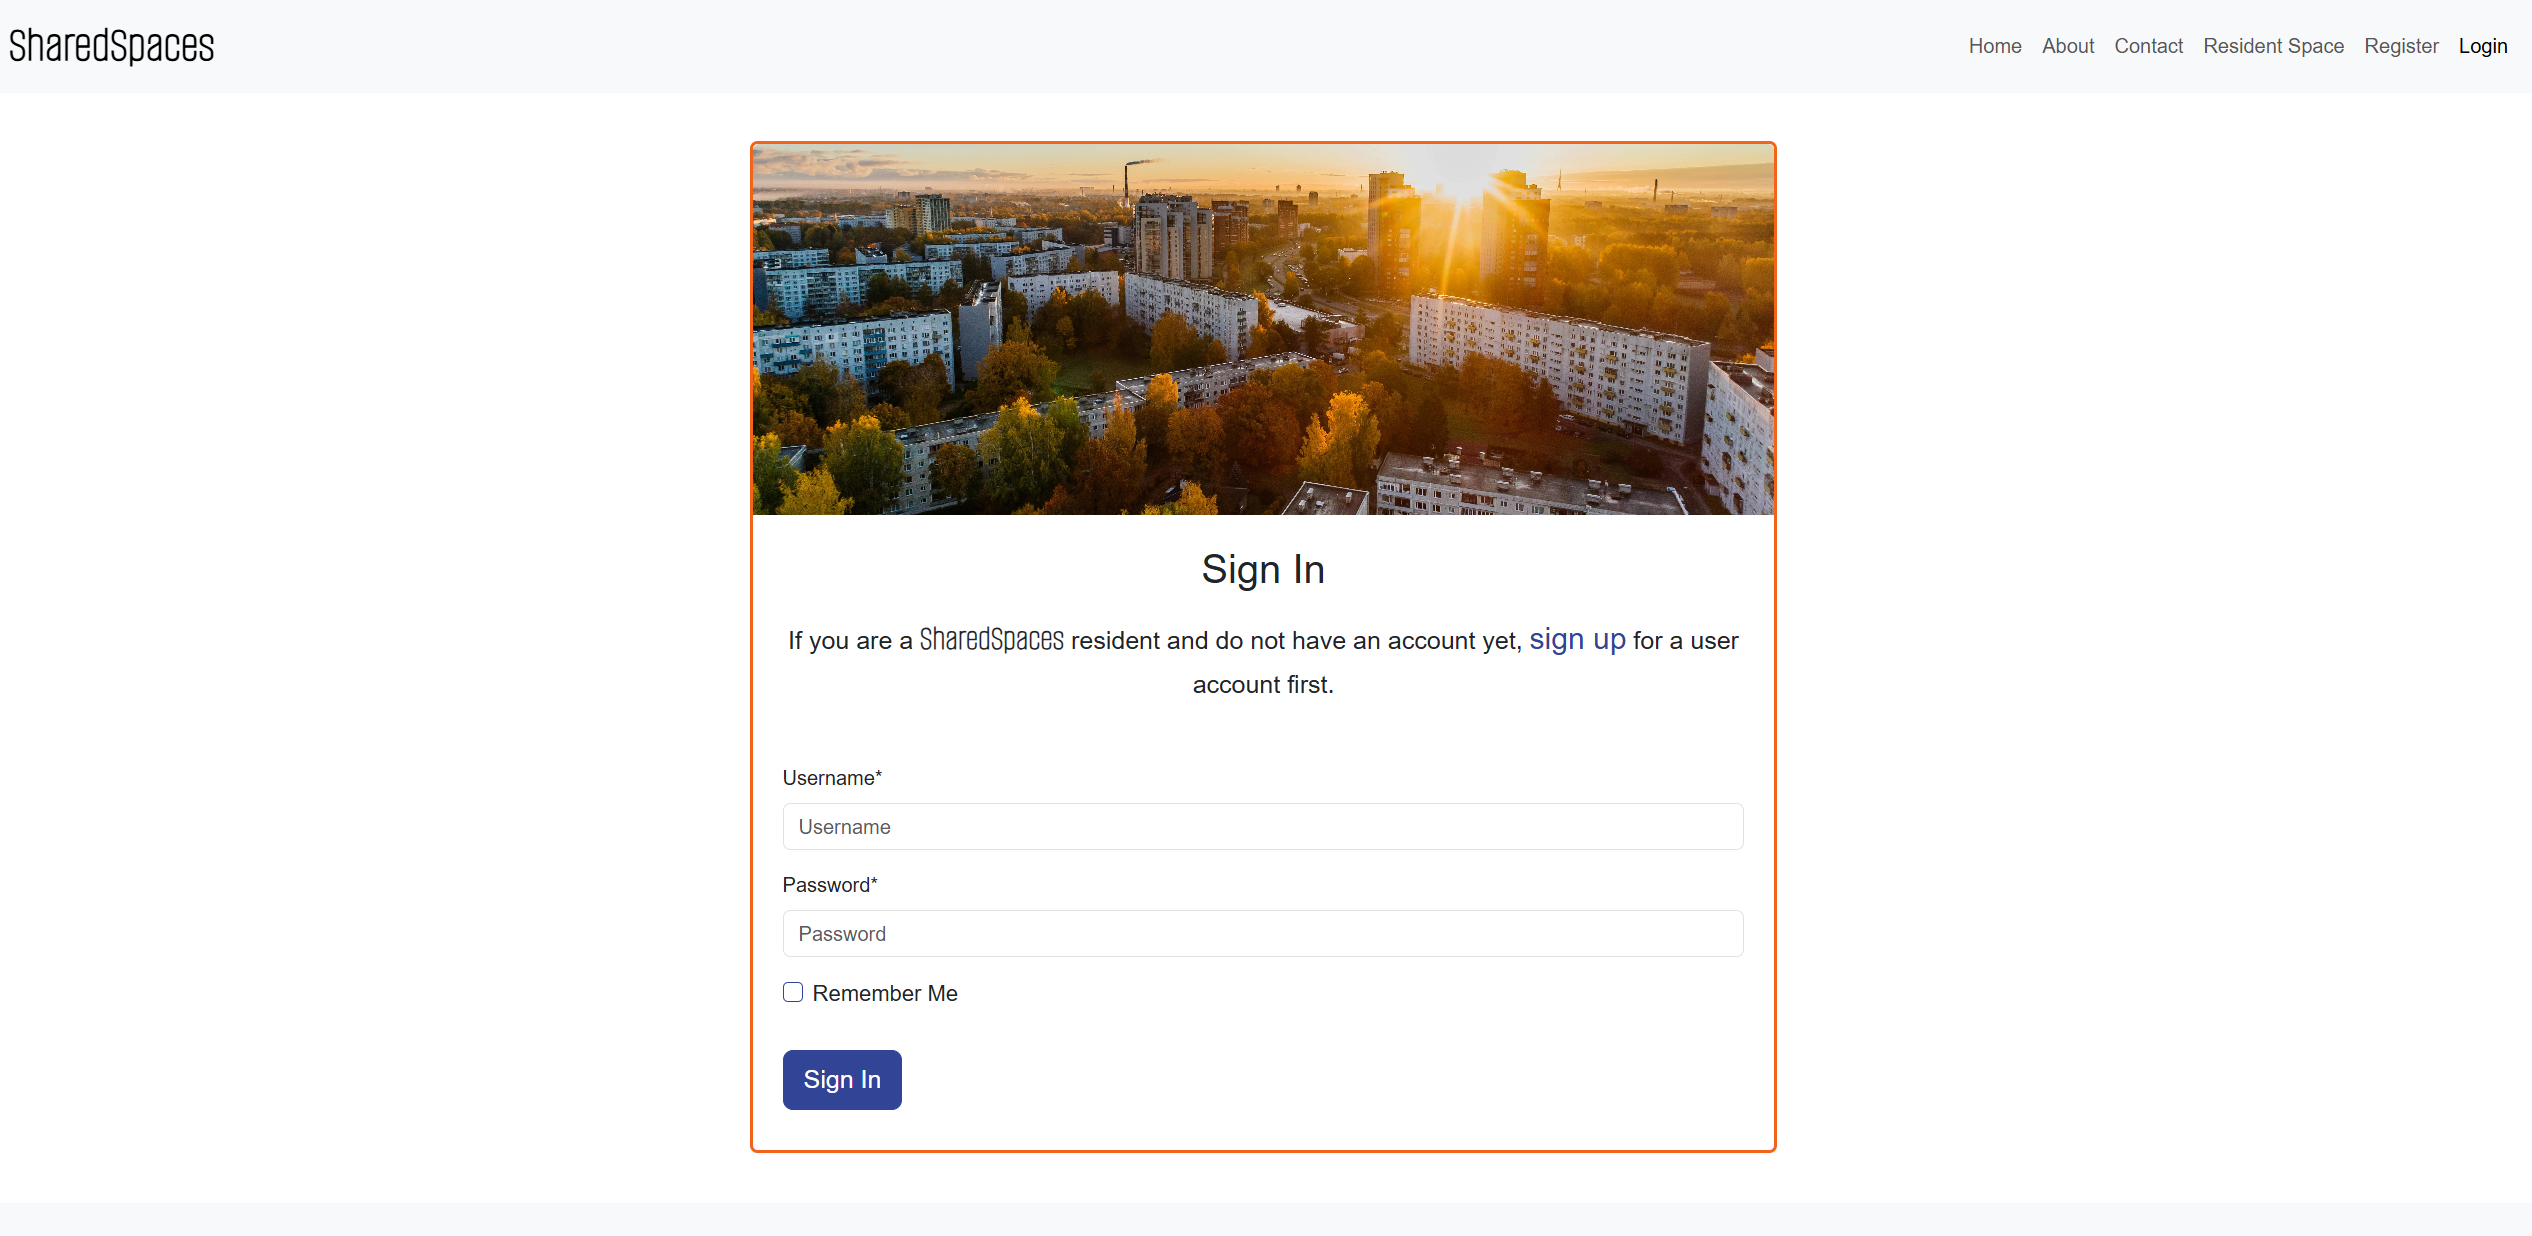 SharedSpaces
Home About Contact Resident Space Register Login
Sign In
If you are a SharedSpaces resident and do not have an account yet, sign up for a user
account first.
Username*
Username
Password*
Password
Remember Me
Sign In